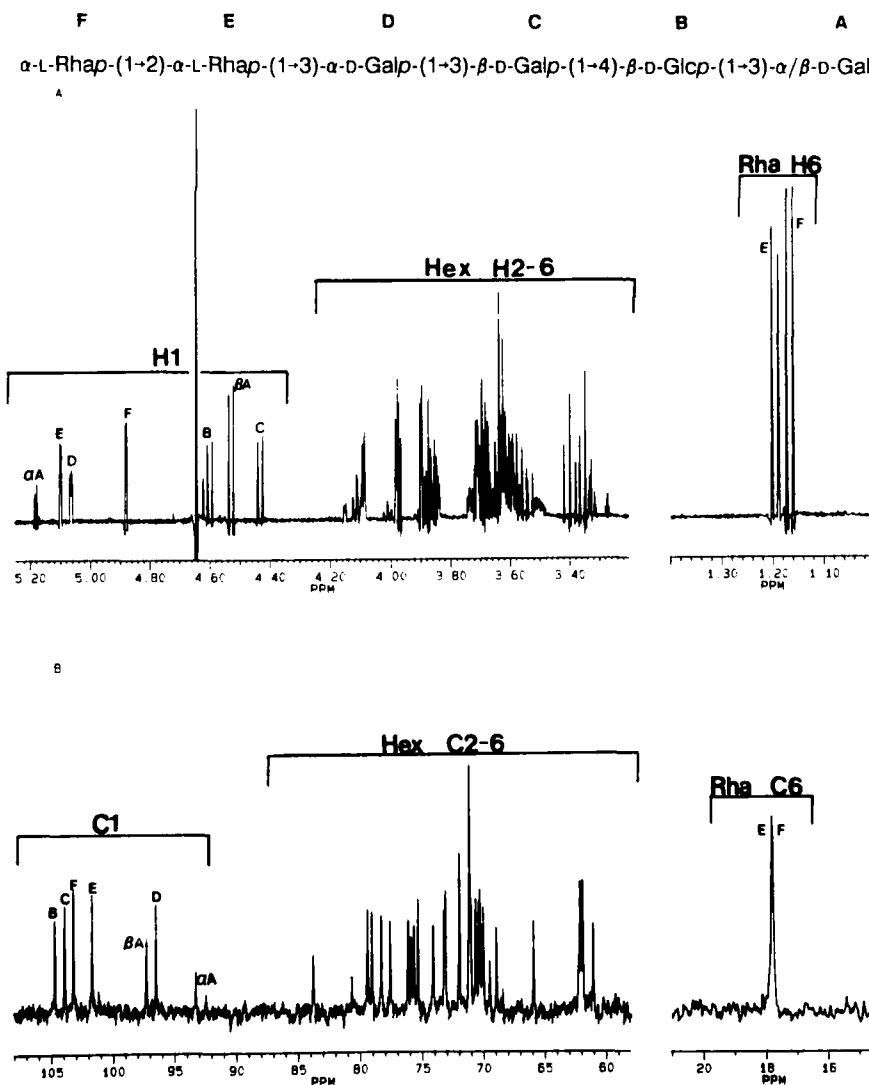 F E D C B A
α-L-Rhap-(1→2)-α-L-Rhap-(1→3)-α-D-Galp-(1→3)-β-D-Galp-(1→4)-β-D-Glcp-(1→3)-α/β-D-Gal
A
Rha H6
E F
Hex H2-6
H1
αA E D F B βA C
5.20 5.00 4.80 4.60 4.40 4.20 4.00 3.80 3.60 3.40
PPM PPM
1.30 1.20 1.10
PPM
B
Hex C2-6
Rha C6
E F
C1
B C F E βA D αA
105 100 95 90 85 80 75 70 65 60
PPM PPM
20 18 16
PPM